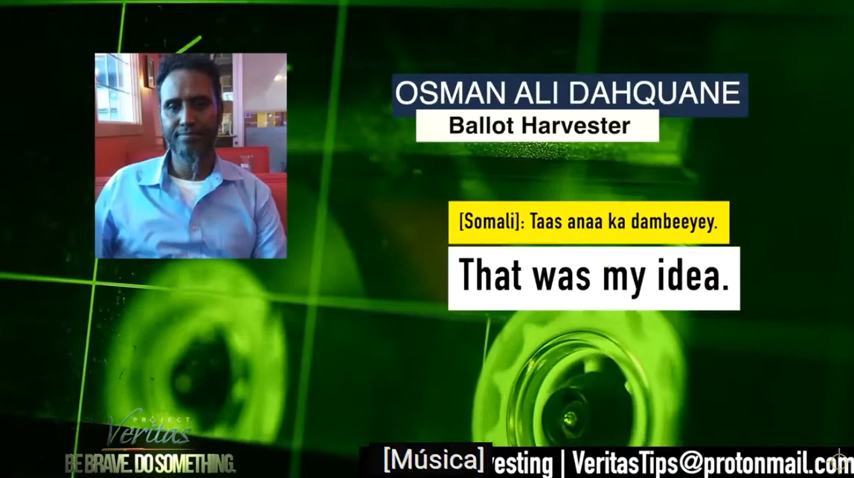 OSMAN ALI DAHQUANE
Ballot Harvester
[Somali]: Taas anaa ka dambeeyey.
That was my idea.
PROJECT
Veritas
BE BRAVE. DO SOMETHING.
[Música]
| VeritasTips@protonmail.com